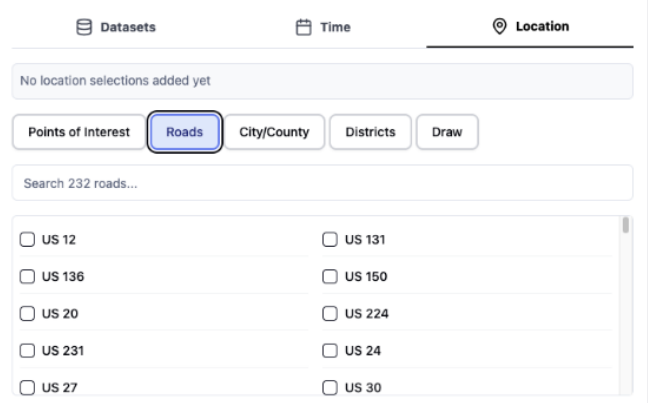 Datasets Time Location
No location selections added yet
Points of Interest Roads City/County Districts Draw
Search 232 roads...
US 12 US 131
US 136 US 150
US 20 US 224
US 231 US 24
US 27 US 30